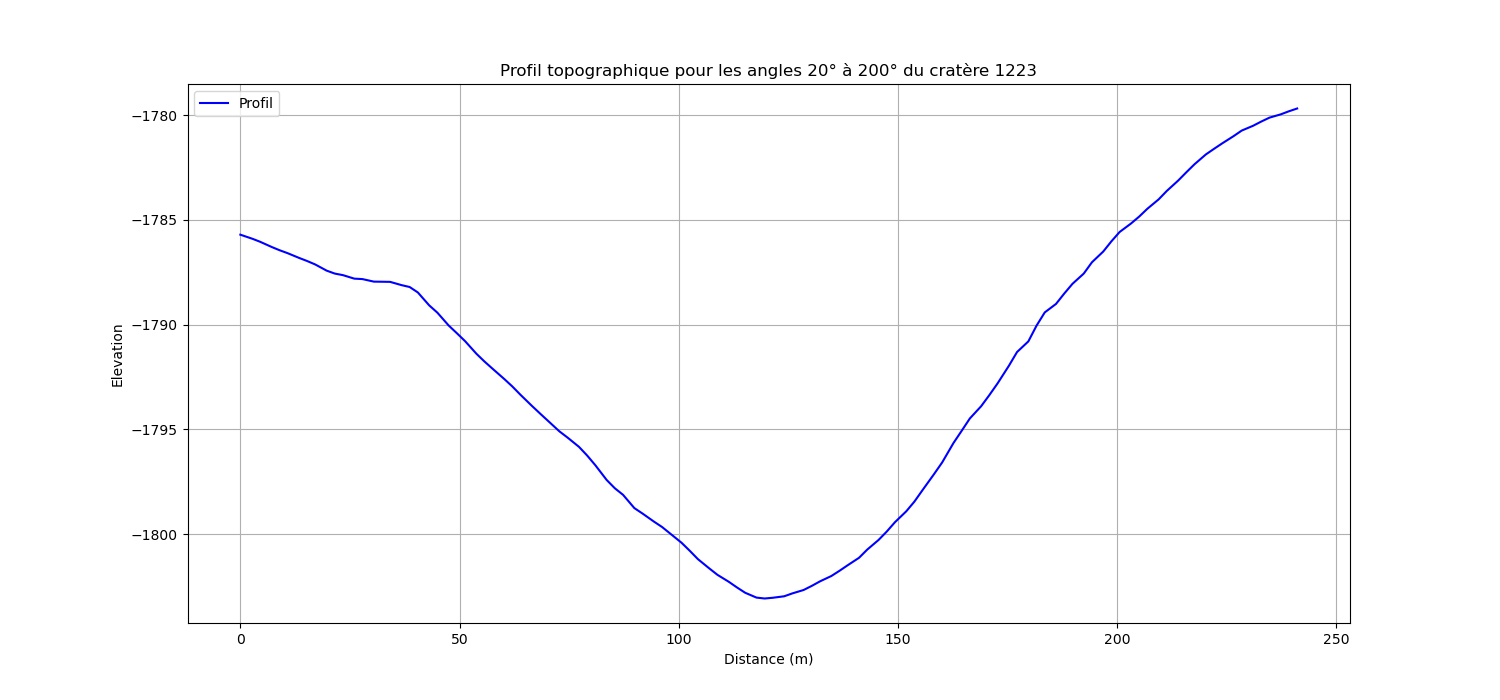 Profil topographique pour les angles 20° à 200° du cratère 1223
Profil
−1780
−1785
−1790
−1795
−1800
Elevation
0 50 100 150 200 250
Distance (m)